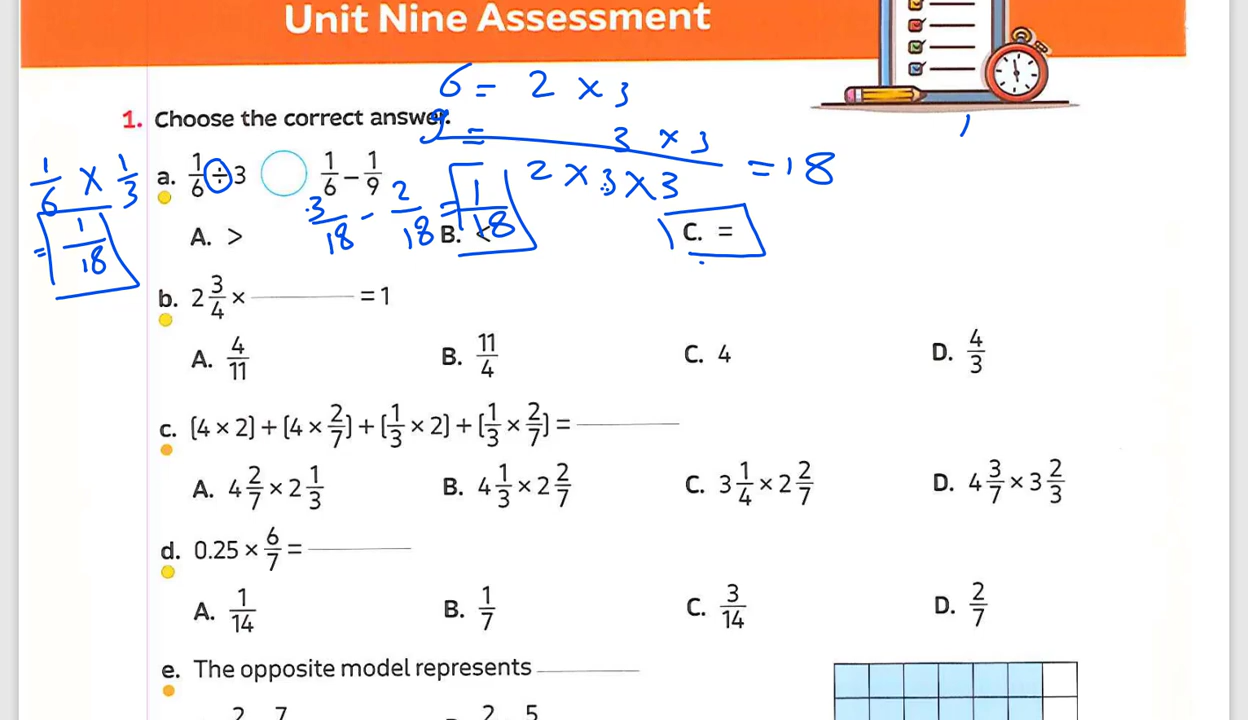 Unit Nine Assessment
6 = 2 × 3
1. Choose the correct answer.
9 = 3 × 3
2 × 3 × 3 = 18
1/6 × 1/3
= 1/18
a. 1/6 ÷ 3 ◯ 1/6 − 1/9
3/18 - 2/18 = 1/18
A. > B. < C. =
b. 2 3/4 × ———— = 1
A. 4/11 B. 11/4 C. 4 D. 4/3
c. (4 × 2) + (4 × 2/7) + (1/3 × 2) + (1/3 × 2/7) = ————
A. 4 2/7 × 2 1/3 B. 4 1/3 × 2 2/7 C. 3 1/4 × 2 2/7 D. 4 3/7 × 3 2/3
d. 0.25 × 6/7 = ————
A. 1/14 B. 1/7 C. 3/14 D. 2/7
e. The opposite model represents ————
2 7 2 5